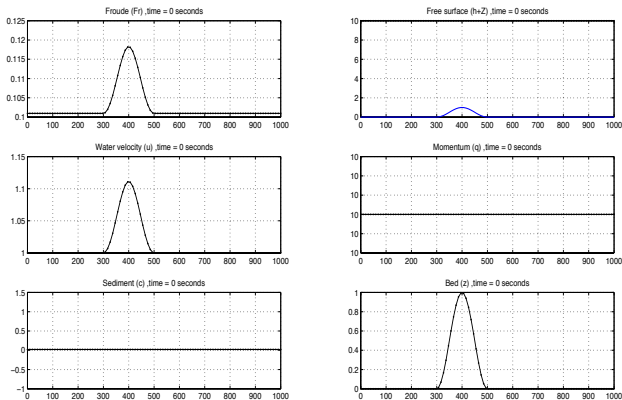 Froude (Fr) ,time = 0 seconds
0.125
0.12
0.115
0.11
0.105
0.1
0 100 200 300 400 500 600 700 800 900 1000
Free surface (h+Z) ,time = 0 seconds
10
8
6
4
2
0
0 100 200 300 400 500 600 700 800 900 1000
Water velocity (u) ,time = 0 seconds
1.15
1.1
1.05
1
0 100 200 300 400 500 600 700 800 900 1000
Momentum (q) ,time = 0 seconds
10
10
10
10
10
10
0 100 200 300 400 500 600 700 800 900 1000
Sediment (c) ,time = 0 seconds
1.5
1
0.5
0
−0.5
−1
0 100 200 300 400 500 600 700 800 900 1000
Bed (z) ,time = 0 seconds
1
0.8
0.6
0.4
0.2
0
0 100 200 300 400 500 600 700 800 900 1000